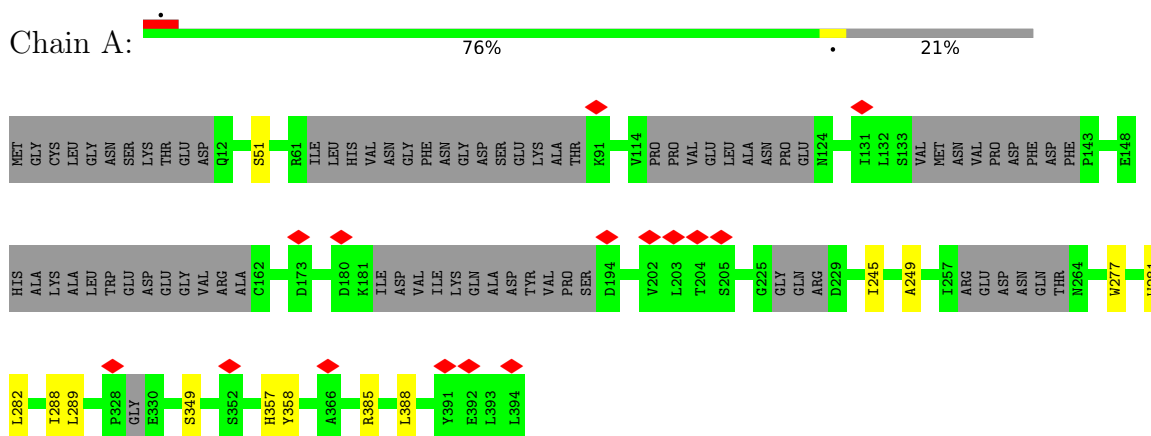 Chain A:
76%
21%
MET GLY CYS LEU GLY ASN SER LYS THR GLU ASP Q12 S51 R61 ILE LEU HIS VAL ASN GLY PHE ASN GLY ASP SER GLU LYS ALA THR K91 V114 PRO PRO VAL GLU LEU ALA ASN PRO GLU N124 I131 L132 S133 VAL MET ASN VAL PRO ASP PHE ASP PHE P143 E148
HIS ALA LYS ALA LEU TRP GLU ASP GLU GLY VAL ARG ALA C162 D173 D180 K181 ILE ASP VAL ILE LYS GLN ALA ASP TYR VAL PRO SER D194 V202 L203 T204 S205 G225 GLY GLN ARG D229 I245 A249 I257 ARG GLU ASP ASN GLN THR N264 W277
L282 I288 L289 P328 GLY E330 S349 S352 H357 Y358 A366 R385 L388 Y391 E392 L393 L394